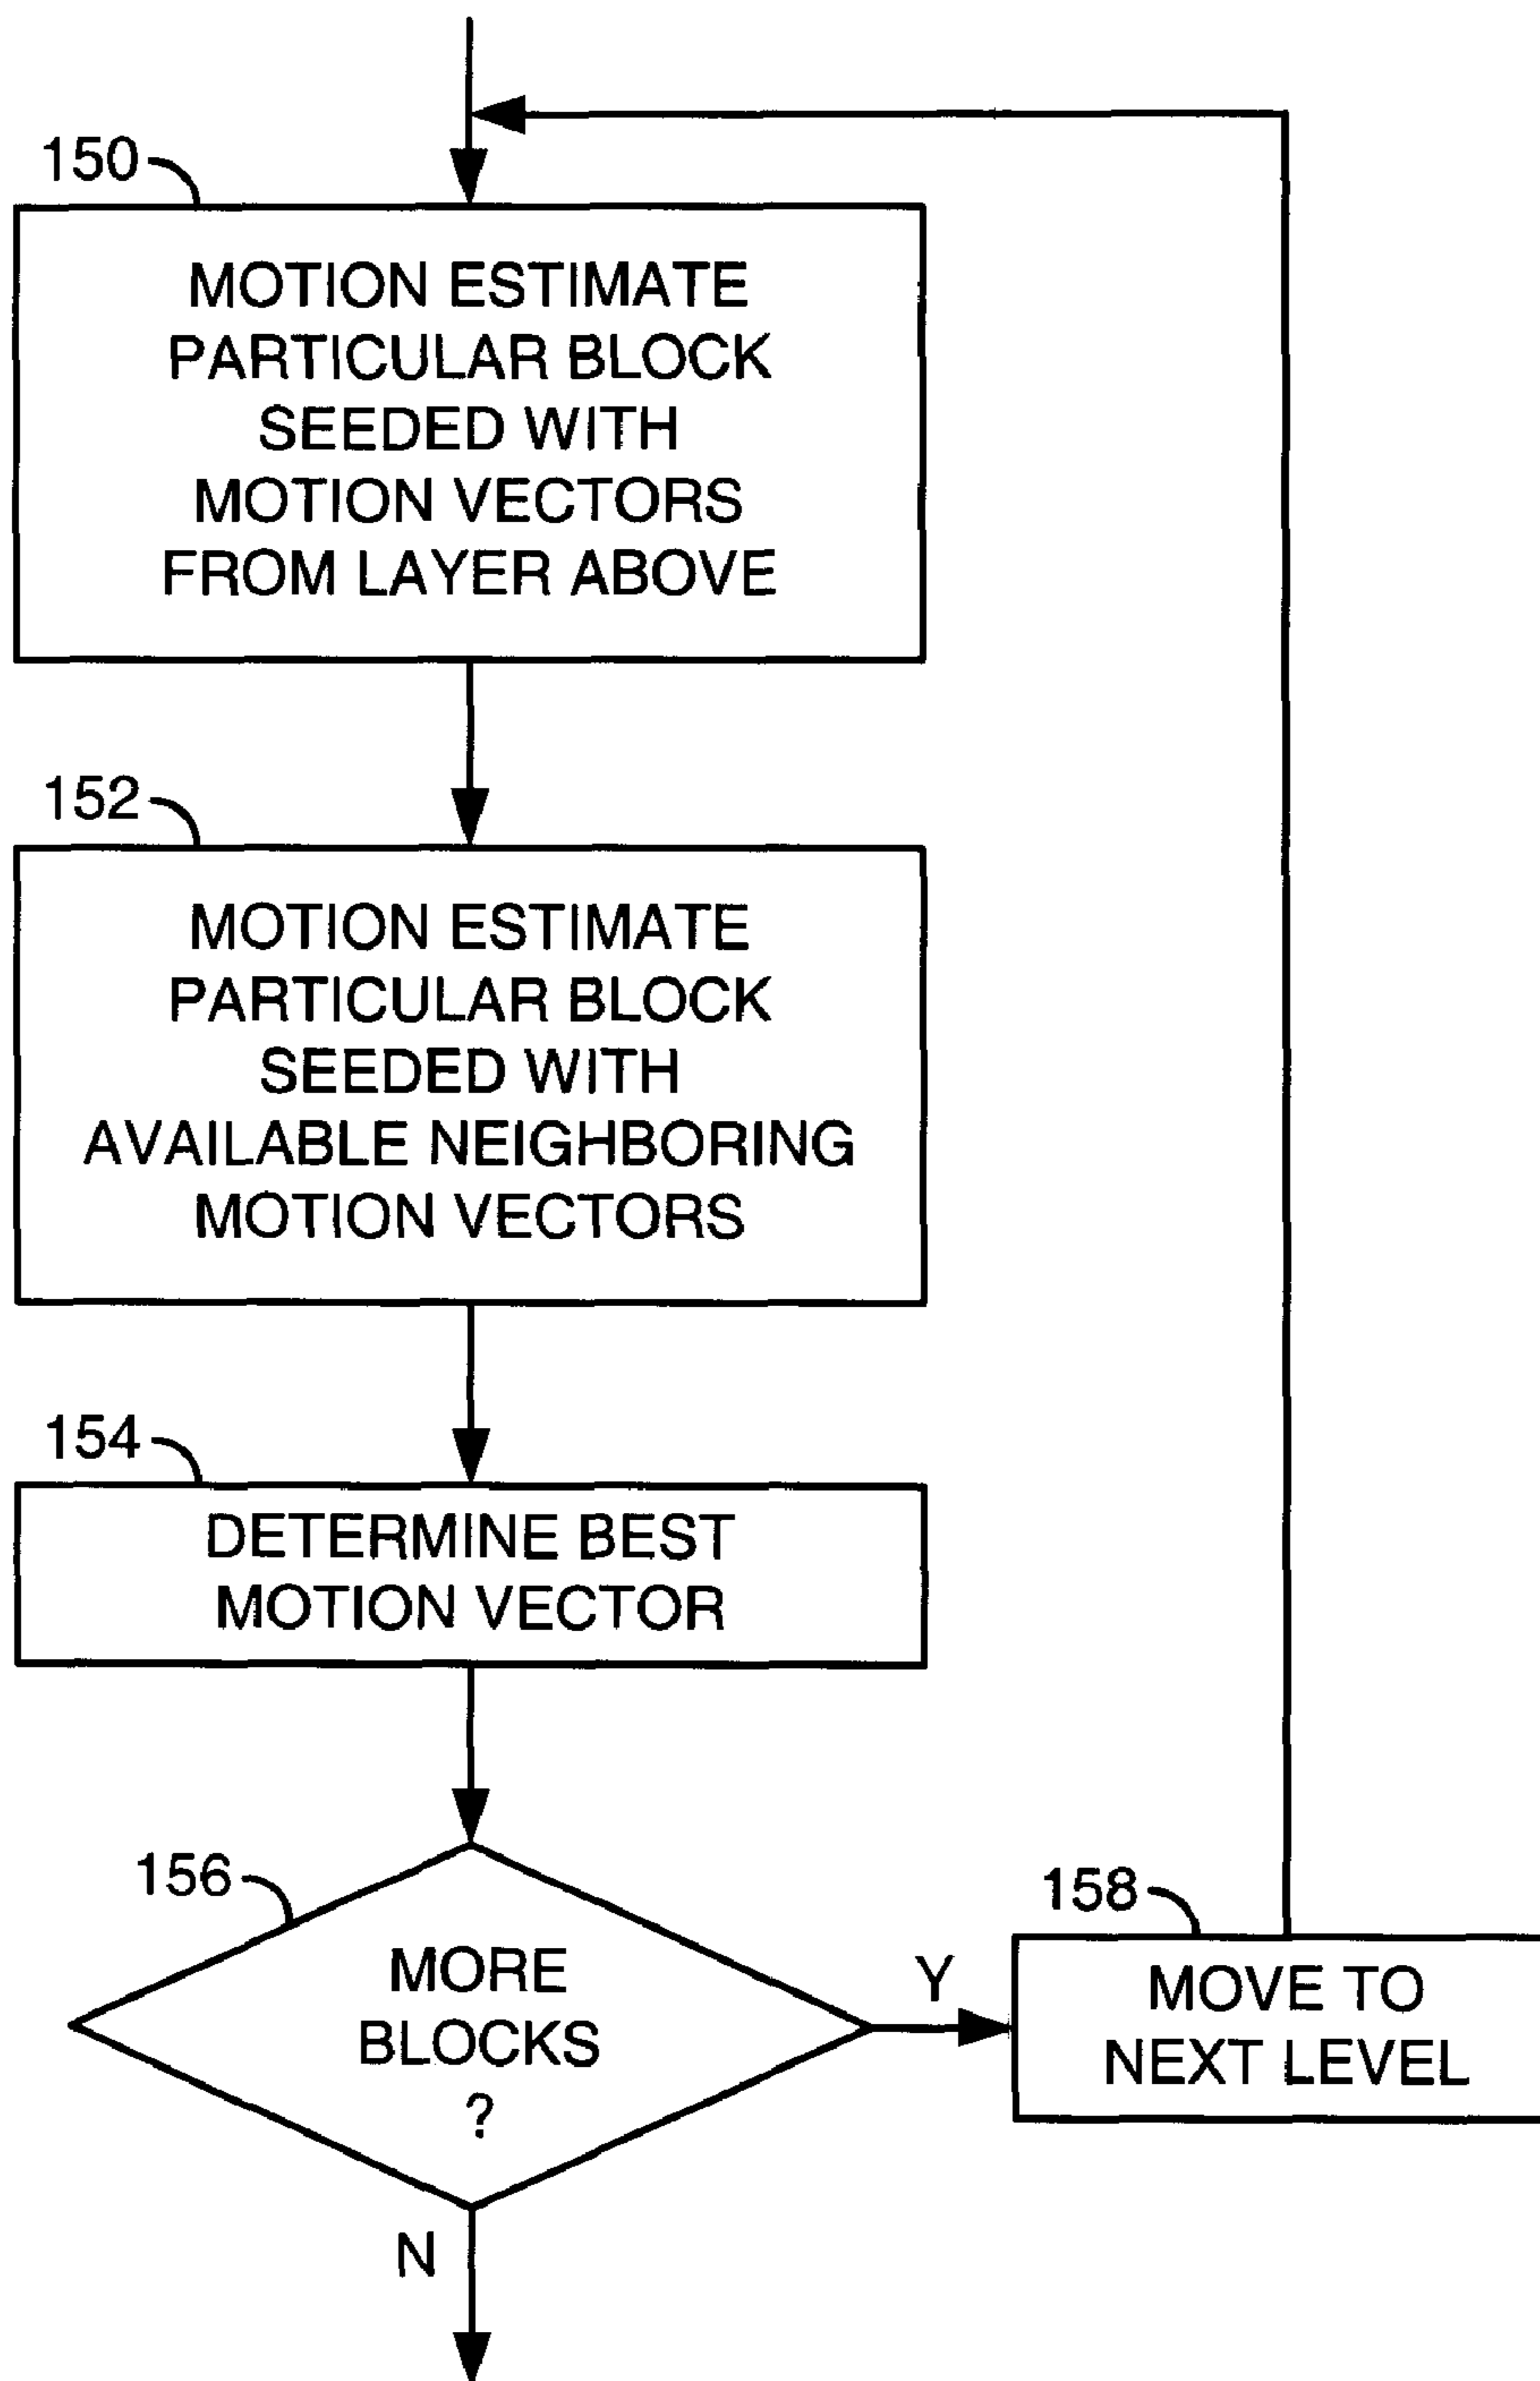 150
MOTION ESTIMATE
PARTICULAR BLOCK
SEEDED WITH
MOTION VECTORS
FROM LAYER ABOVE
152
MOTION ESTIMATE
PARTICULAR BLOCK
SEEDED WITH
AVAILABLE NEIGHBORING
MOTION VECTORS
154
DETERMINE BEST
MOTION VECTOR
156
MORE
BLOCKS
?
Y
158
MOVE TO
NEXT LEVEL
N